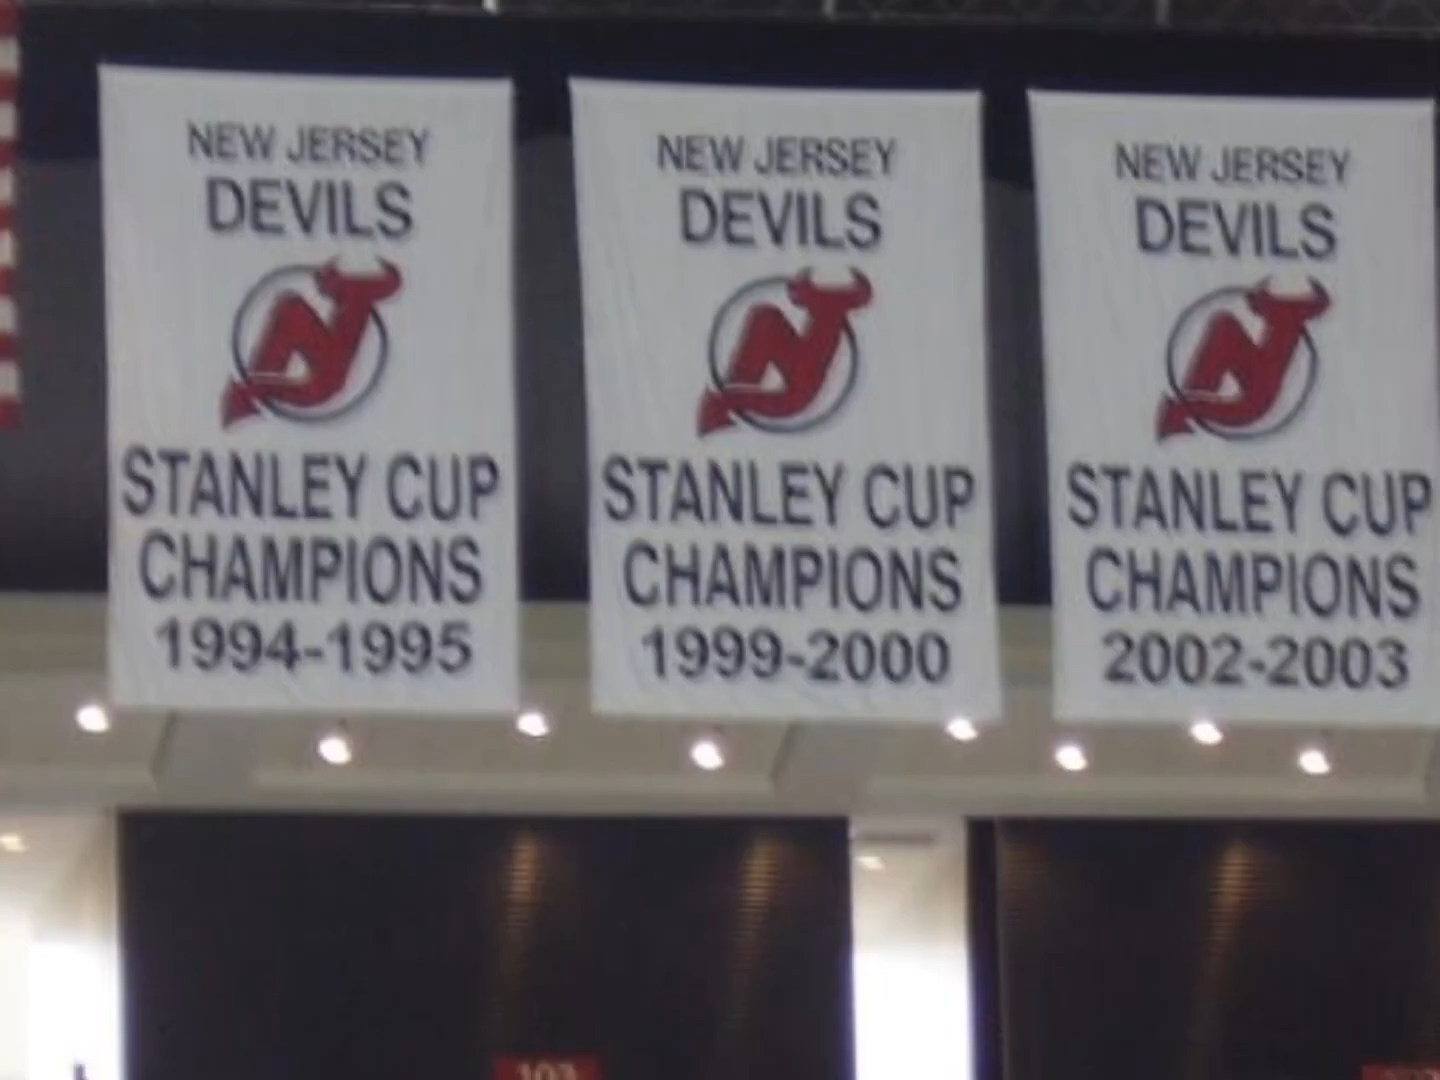 NEW JERSEY
DEVILS
STANLEY CUP
CHAMPIONS
1994-1995
NEW JERSEY
DEVILS
STANLEY CUP
CHAMPIONS
1999-2000
NEW JERSEY
DEVILS
STANLEY CUP
CHAMPIONS
2002-2003
103